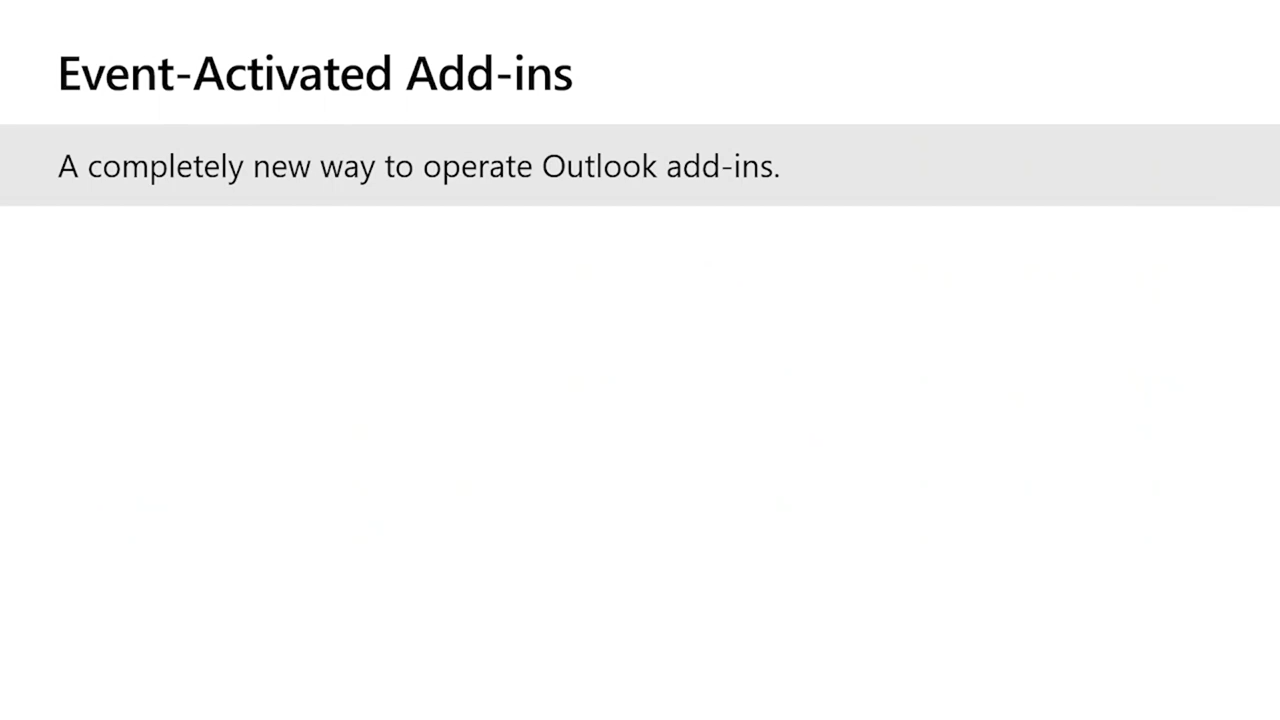 Event-Activated Add-ins
A completely new way to operate Outlook add-ins.